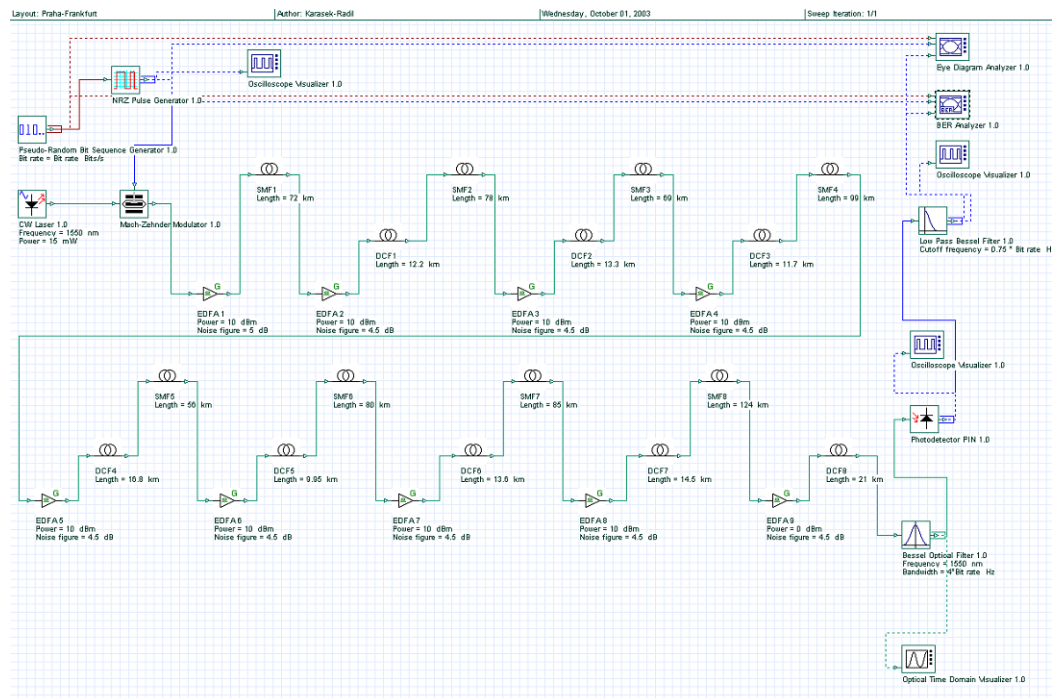 Layout: Praha-Frankfurt
Author: Karasek-Radil
Wednesday, October 01, 2003
Sweep Iteration: 1/1
Eye Diagram Analyzer 1.0
Oscilloscope Visualizer 1.0
NRZ Pulse Generator 1.0
BER Analyzer 1.0
Pseudo-Random Bit Sequence Generator 1.0
Bit rate = Bit rate Bits/s
Oscilloscope Visualizer 1.0
CW Laser 1.0
Frequency = 1550 nm
Power = 15 mW
Mach-Zehnder Modulator 1.0
SMF1
Length = 72 km
SMF2
Length = 78 km
SMF3
Length = 69 km
SMF4
Length = 99 km
Low Pass Bessel Filter 1.0
Cutoff frequency = 0.75 * Bit rate H
DCF1
Length = 12.2 km
DCF2
Length = 13.3 km
DCF3
Length = 11.7 km
G
EDFA1
Power = 10 dBm
Noise figure = 5 dB
G
EDFA2
Power = 10 dBm
Noise figure = 4.5 dB
G
EDFA3
Power = 10 dBm
Noise figure = 4.5 dB
G
EDFA4
Power = 10 dBm
Noise figure = 4.5 dB
Oscilloscope Visualizer 1.0
SMF5
Length = 56 km
SMF6
Length = 80 km
SMF7
Length = 85 km
SMF8
Length = 124 km
Photodetector PIN 1.0
DCF4
Length = 16.8 km
DCF5
Length = 9.95 km
DCF6
Length = 13.6 km
DCF7
Length = 14.5 km
DCF8
Length = 21 km
G
EDFA5
Power = 10 dBm
Noise figure = 4.5 dB
G
EDFA6
Power = 10 dBm
Noise figure = 4.5 dB
G
EDFA7
Power = 10 dBm
Noise figure = 4.5 dB
G
EDFA8
Power = 10 dBm
Noise figure = 4.5 dB
G
EDFA9
Power = 0 dBm
Noise figure = 4.5 dB
Bessel Optical Filter 1.0
Frequency = 1550 nm
Bandwidth = 4*Bit rate Hz
Optical Time Domain Visualizer 1.0